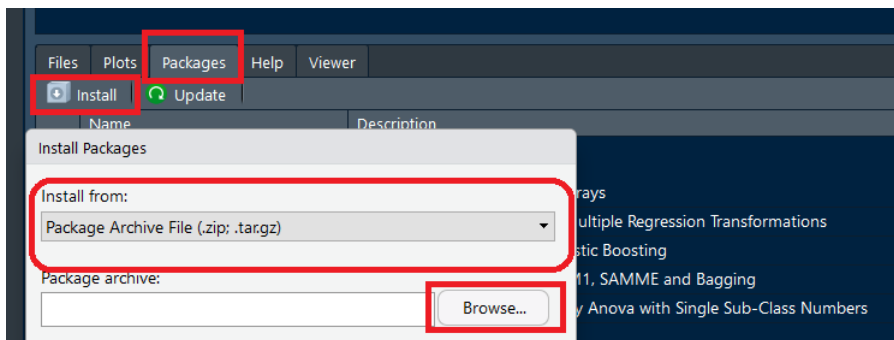 Files Plots Packages Help Viewer
Install Update
Name Description
Install Packages
Install from:
Package Archive File (.zip; .tar.gz)
Package archive:
Browse...
rays
ultiple Regression Transformations
stic Boosting
M1, SAMME and Bagging
y Anova with Single Sub-Class Numbers